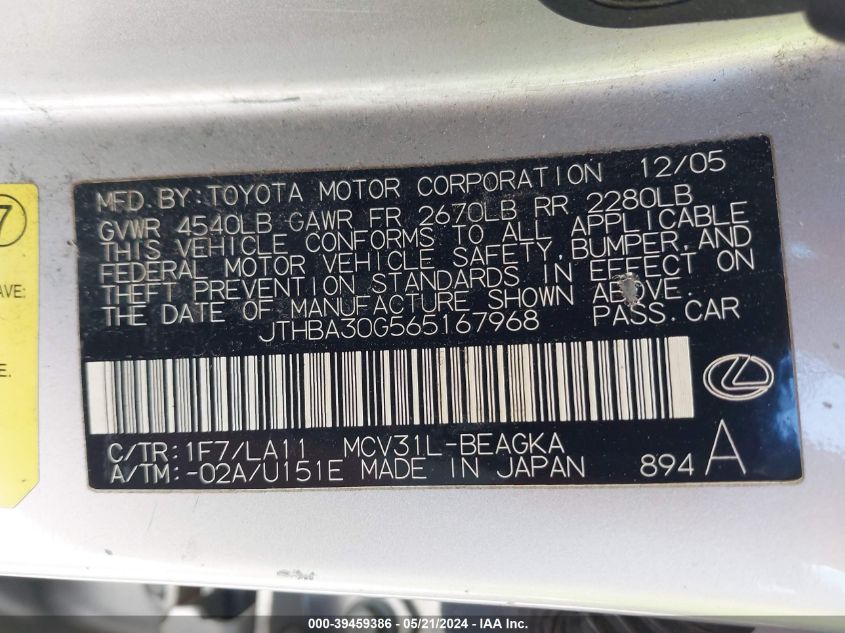 MFD. BY: TOYOTA MOTOR CORPORATION 12/05
GVWR 4540LB GAWR FR 2670LB RR 2280LB
THIS VEHICLE CONFORMS TO ALL APPLICABLE
FEDERAL MOTOR VEHICLE SAFETY, BUMPER, AND
THEFT PREVENTION STANDARDS IN EFFECT ON
THE DATE OF MANUFACTURE SHOWN ABOVE.
JTHBA30G565167968 PASS. CAR
C/TR: 1F7/LA11 MCV31L-BEAGKA
A/TM: -02A/U151E MADE IN JAPAN 894 A
7
AVE:
E.
000-39459386 - 05/21/2024 - © IAA Inc.